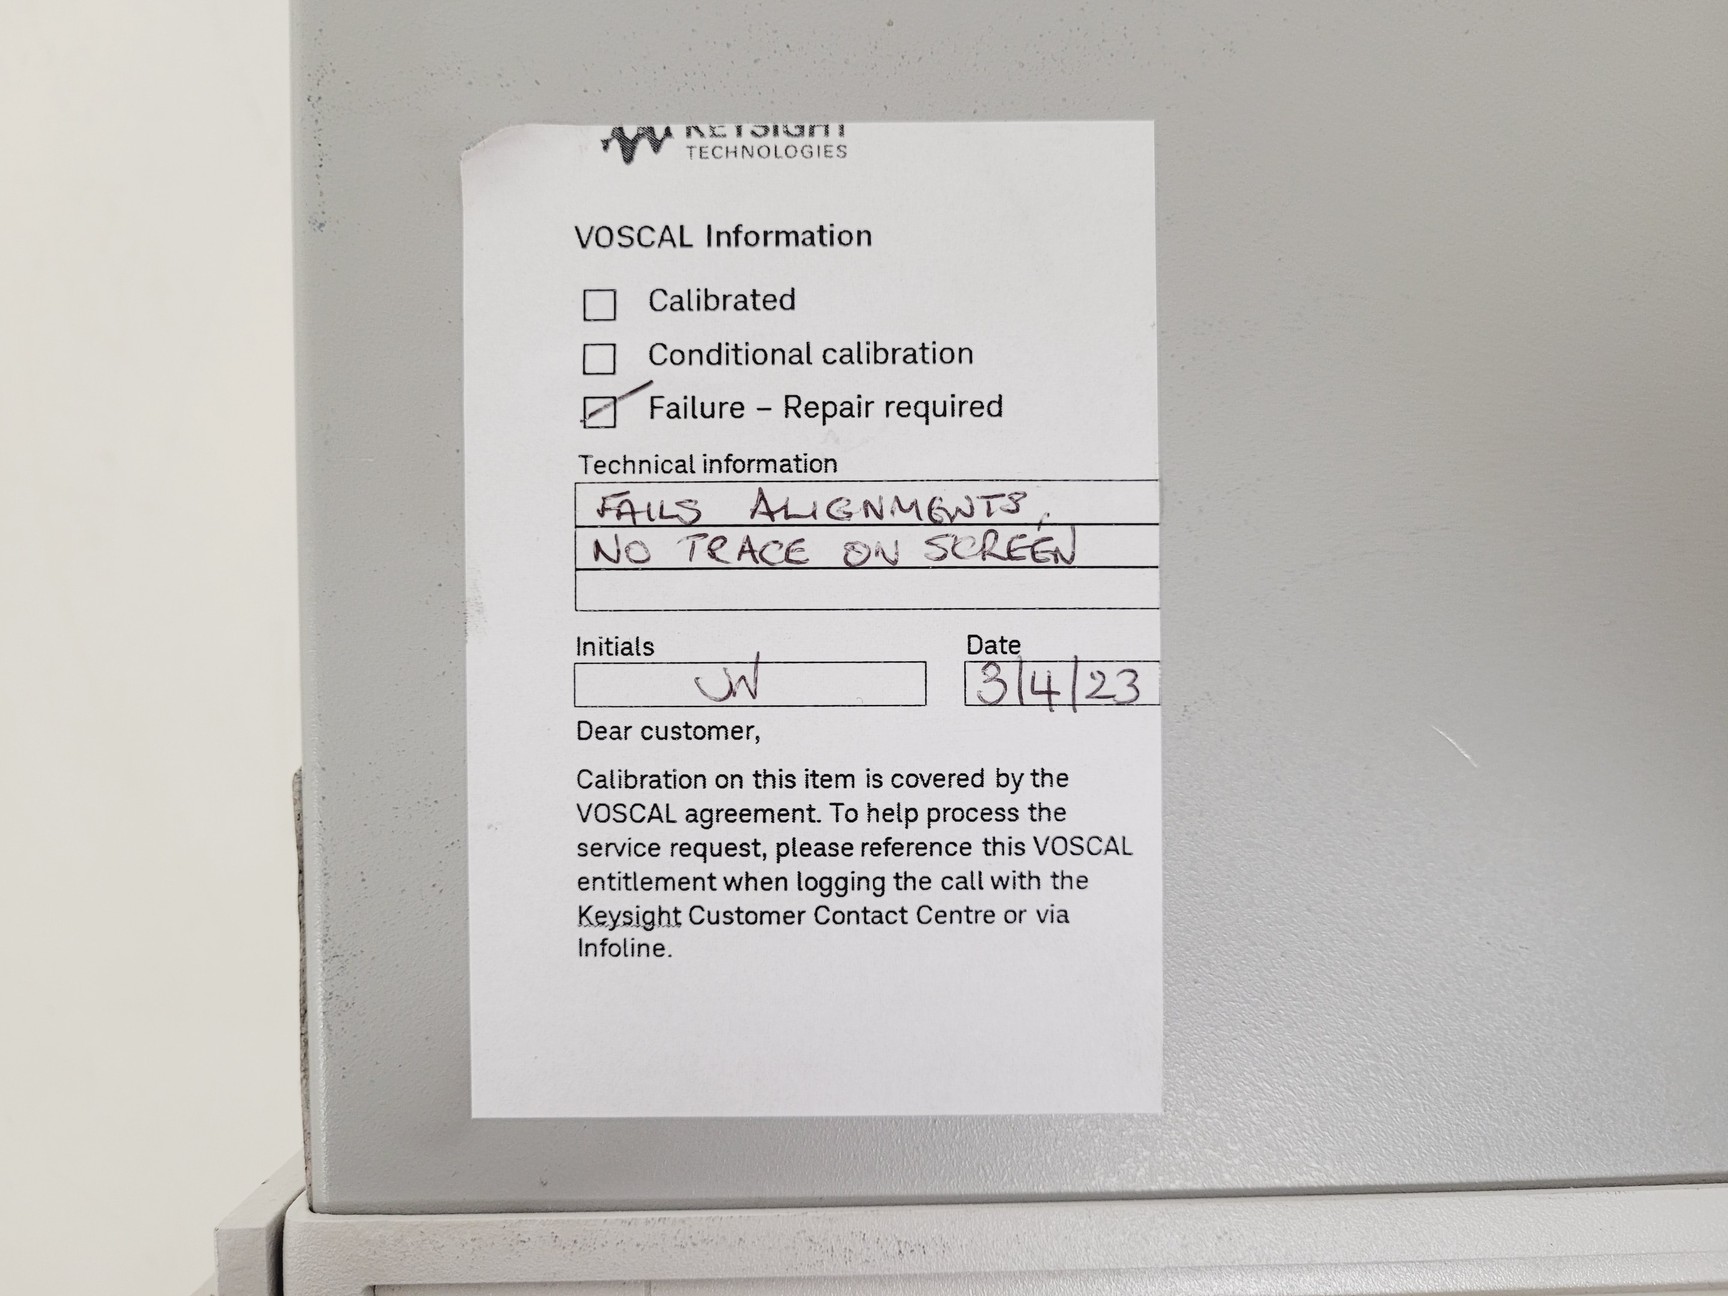 KEYSIGHT
TECHNOLOGIES
VOSCAL Information
Calibrated
Conditional calibration
Failure – Repair required
Technical information
FAILS ALIGNMENTS,
NO TRACE ON SCREEN
Initials Date
JW 3/4/23
Dear customer,
Calibration on this item is covered by the
VOSCAL agreement. To help process the
service request, please reference this VOSCAL
entitlement when logging the call with the
Keysight Customer Contact Centre or via
Infoline.